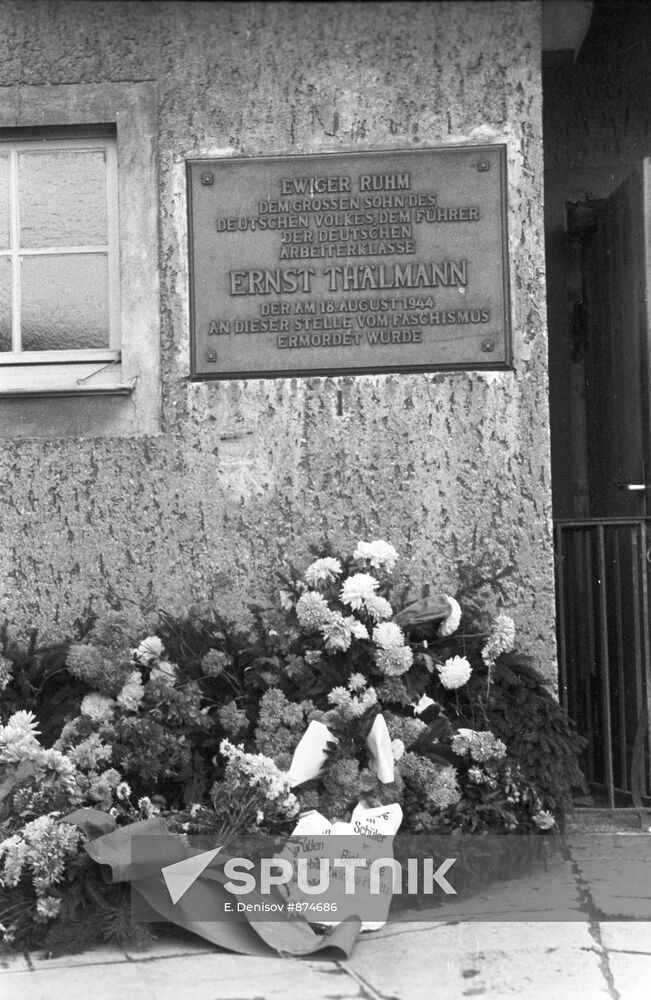 EWIGER RUHM
DEM GROSSEN SOHN DES
DEUTSCHEN VOLKES, DEM FÜHRER
DER DEUTSCHEN
ARBEITERKLASSE
ERNST THÄLMANN
DER AM 18. AUGUST 1944
AN DIESER STELLE VOM FASCHISMUS
ERMORDET WURDE
Schüler
SPUTNIK
E. Denisov #874686